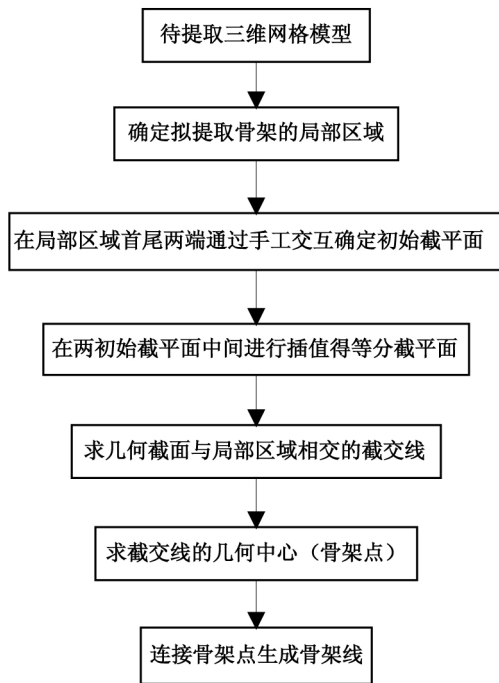 待提取三维网格模型
确定拟提取骨架的局部区域
在局部区域首尾两端通过手工交互确定初始截平面
在两初始截平面中间进行插值得等分截平面
求几何截面与局部区域相交的截交线
求截交线的几何中心（骨架点）
连接骨架点生成骨架线